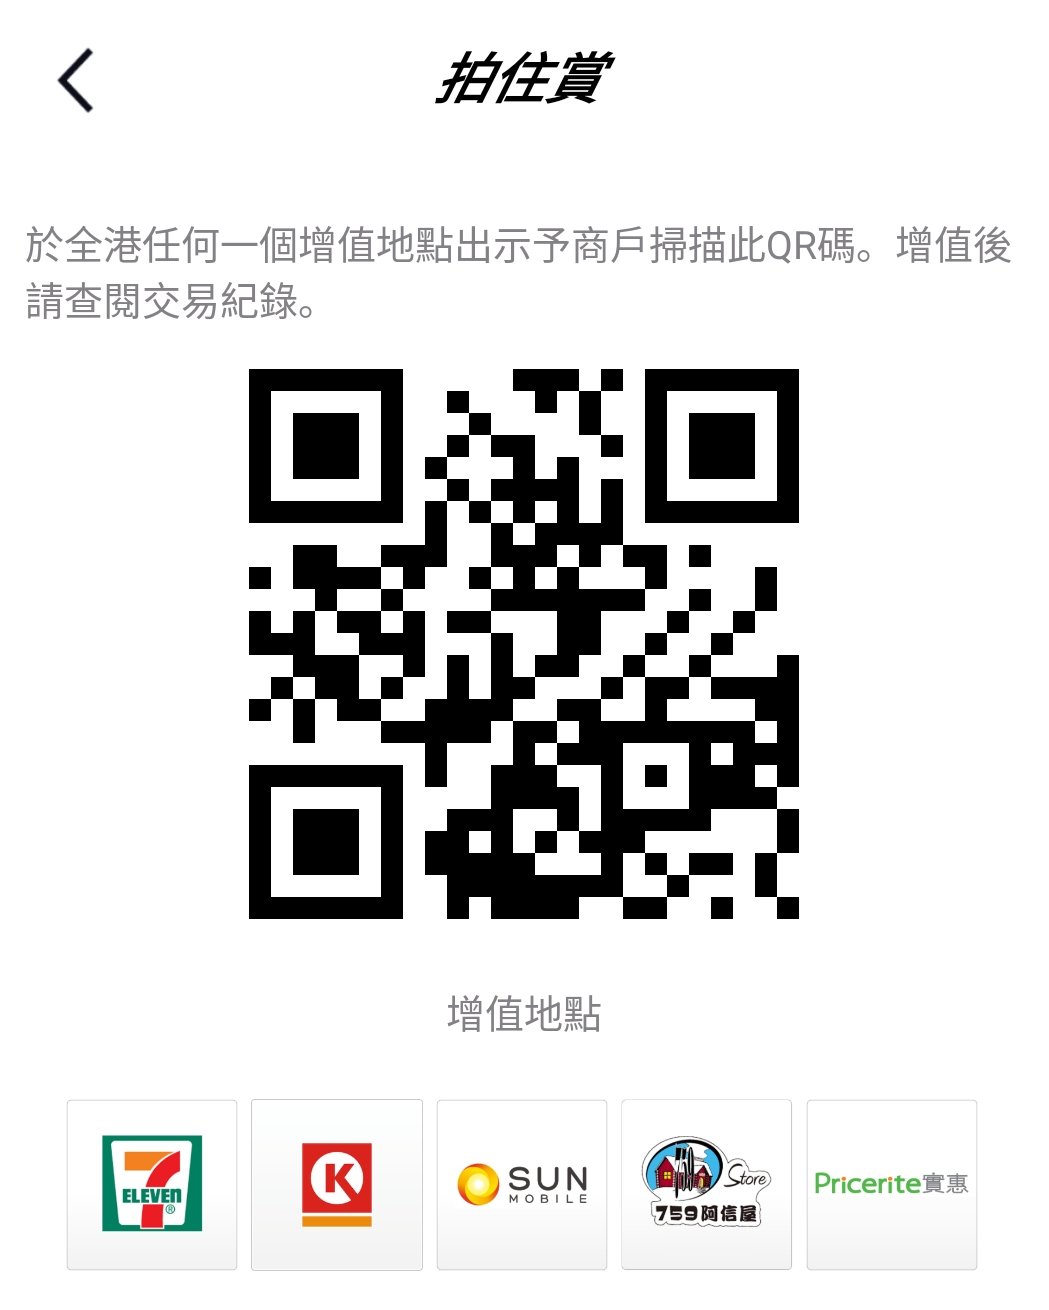 拍住賞
於全港任何一個增值地點出示予商戶掃描此QR碼。增值後
請查閱交易紀錄。
增值地點
7
ELEVEN
®
K
SUN
MOBILE
Store
759阿信屋
Pricerite實惠